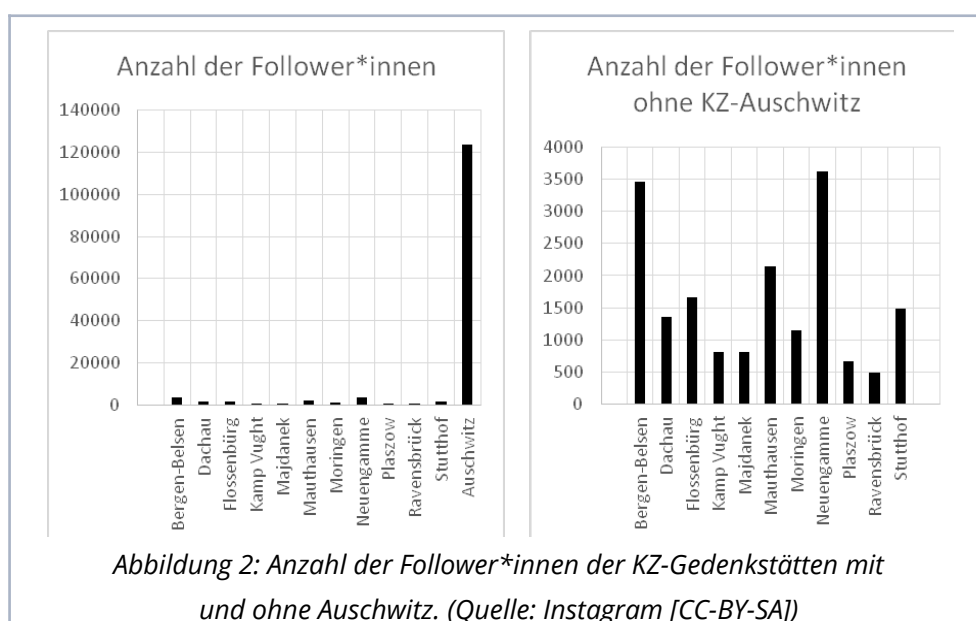 Anzahl der Follower*innen
140000
120000
100000
80000
60000
40000
20000
0
Bergen-Belsen
Dachau
Flossenbürg
Kamp Vught
Majdanek
Mauthausen
Moringen
Neuengamme
Plaszow
Ravensbrück
Stutthof
Auschwitz
Anzahl der Follower*innen
ohne KZ-Auschwitz
4000
3500
3000
2500
2000
1500
1000
500
0
Bergen-Belsen
Dachau
Flossenbürg
Kamp Vught
Majdanek
Mauthausen
Moringen
Neuengamme
Plaszow
Ravensbrück
Stutthof
Abbildung 2: Anzahl der Follower*innen der KZ-Gedenkstätten mit
und ohne Auschwitz. (Quelle: Instagram [CC-BY-SA])